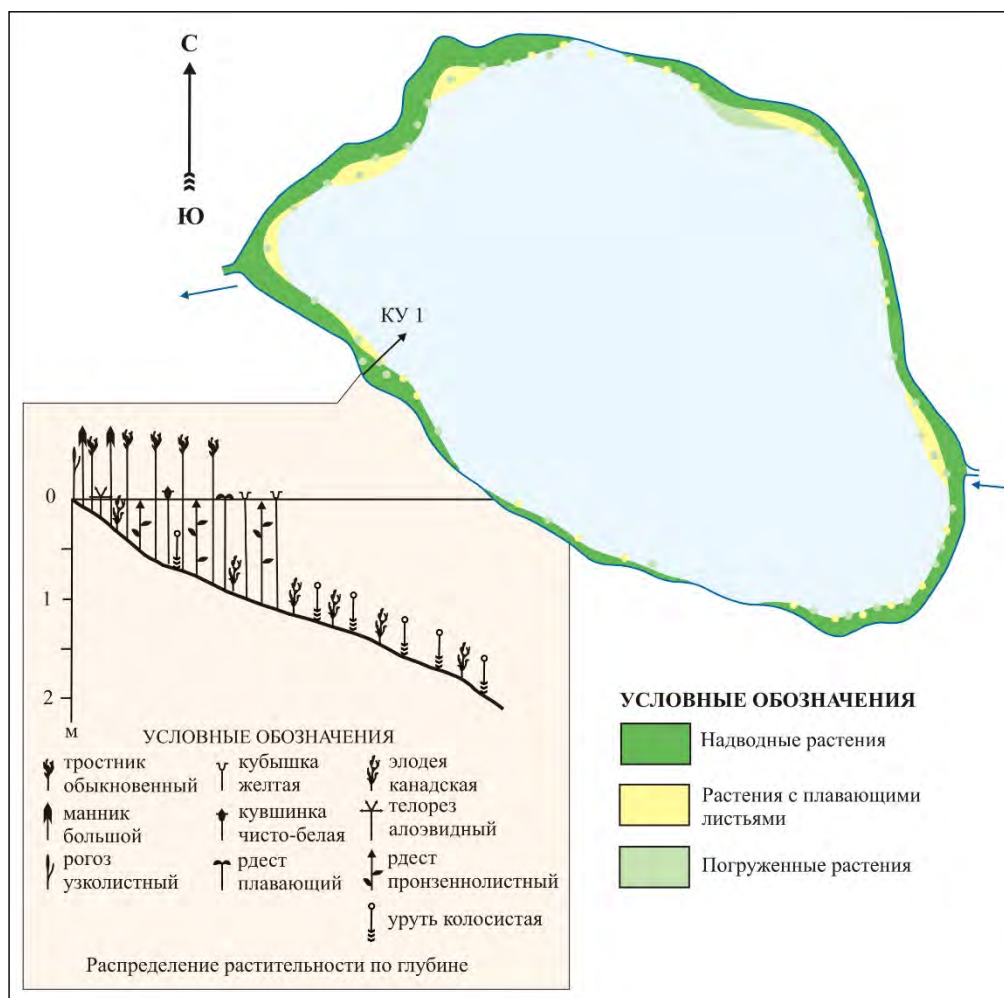 С
Ю
КУ 1
0
1
2
м
УСЛОВНЫЕ ОБОЗНАЧЕНИЯ
тростник
обыкновенный
манник
большой
рогоз
узколистный
кубышка
желтая
кувшинка
чисто-белая
рдест
плавающий
элодея
канадская
телорез
алоэвидный
рдест
пронзеннолистный
уруть колосистая
Распределение растительности по глубине
УСЛОВНЫЕ ОБОЗНАЧЕНИЯ
Надводные растения
Растения с плавающими
листьями
Погруженные растения